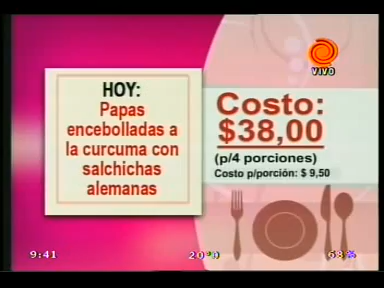 VIVO
HOY:
Papas
encebolladas a
la curcuma con
salchichas
alemanas
Costo:
$38,00
(p/4 porciones)
Costo p/porción: $ 9,50
9:41
68%